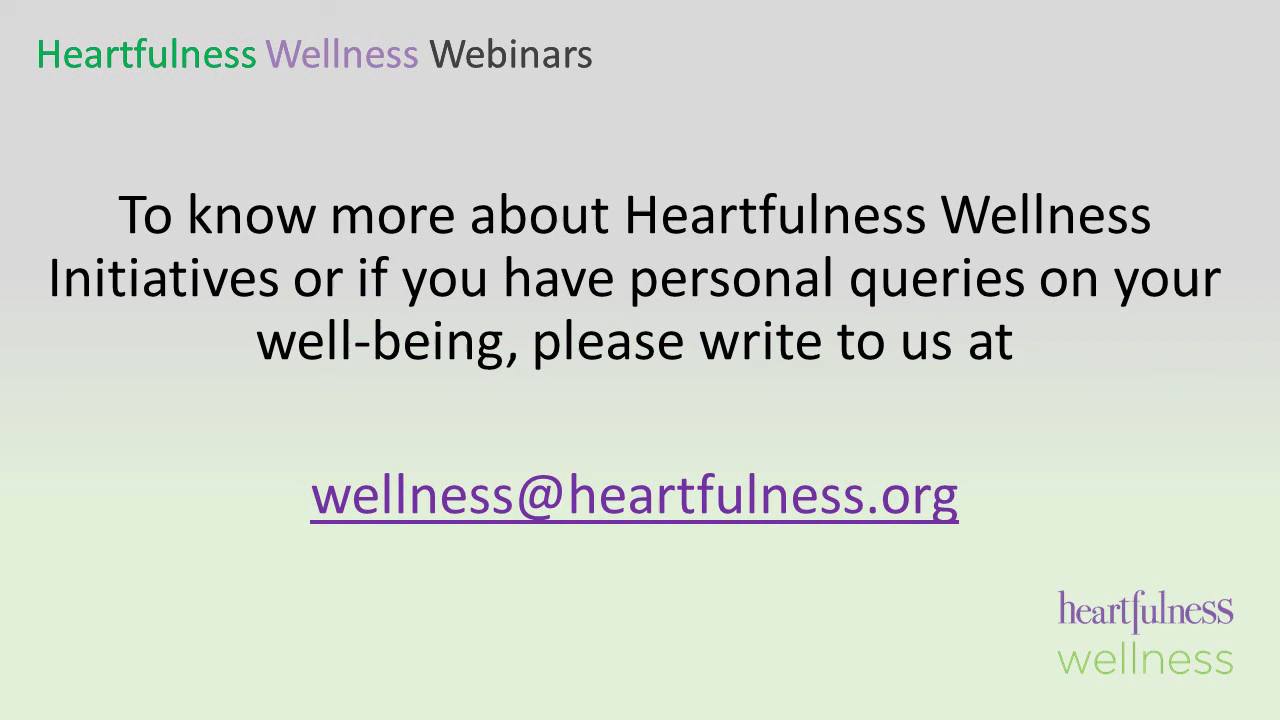 Heartfulness Wellness Webinars
To know more about Heartfulness Wellness
Initiatives or if you have personal queries on your
well-being, please write to us at
wellness@heartfulness.org
heartfulness
wellness